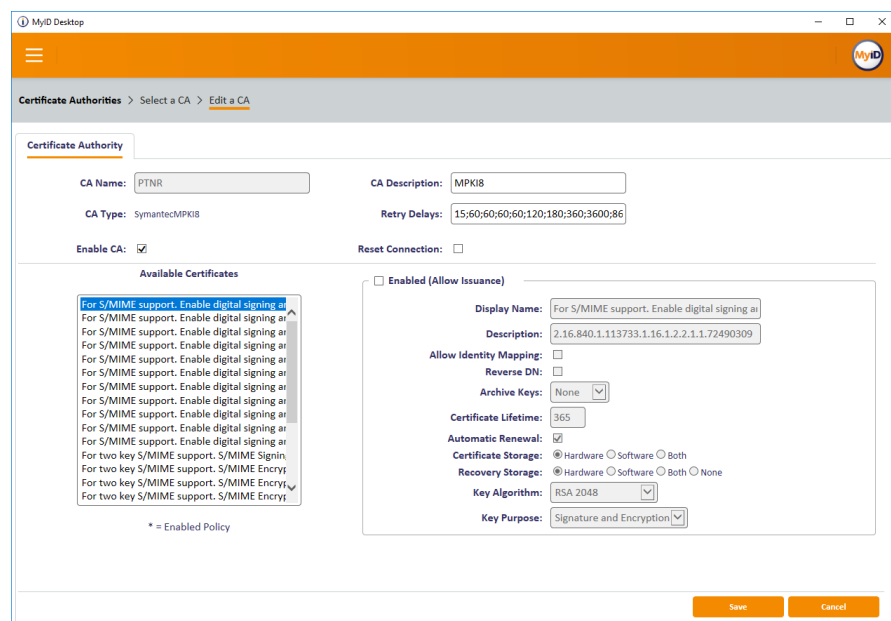 MyID Desktop
MyiD
Certificate Authorities > Select a CA > Edit a CA
Certificate Authority
CA Name: PTNR
CA Description: MPKI8
CA Type: SymantecMPKI8
Retry Delays: 15;60;60;60;60;120;180;360;3600;86
Enable CA:
Reset Connection:
Available Certificates
For S/MIME support. Enable digital signing ar
For S/MIME support. Enable digital signing ar
For S/MIME support. Enable digital signing ar
For S/MIME support. Enable digital signing ar
For S/MIME support. Enable digital signing ar
For S/MIME support. Enable digital signing ar
For S/MIME support. Enable digital signing ar
For S/MIME support. Enable digital signing ar
For S/MIME support. Enable digital signing ar
For S/MIME support. Enable digital signing ar
For S/MIME support. Enable digital signing ar
For two key S/MIME support. S/MIME Signin
For two key S/MIME support. S/MIME Encryp
For two key S/MIME support. S/MIME Encryp
For two key S/MIME support. S/MIME Encryp
* = Enabled Policy
Enabled (Allow Issuance)
Display Name: For S/MIME support. Enable digital signing ar
Description: 2.16.840.1.113733.1.16.1.2.2.1.1.72490309
Allow Identity Mapping:
Reverse DN:
Archive Keys: None
Certificate Lifetime: 365
Automatic Renewal:
Certificate Storage: Hardware Software Both
Recovery Storage: Hardware Software Both None
Key Algorithm: RSA 2048
Key Purpose: Signature and Encryption
Save Cancel